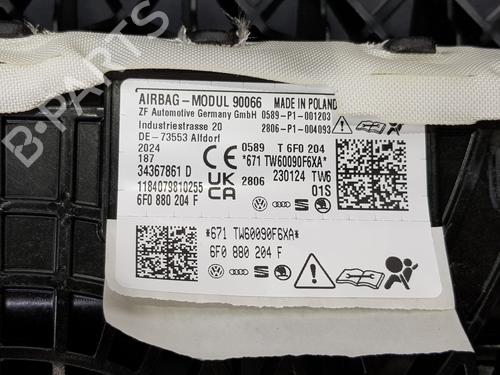 B-PARTS
AIRBAG-MODUL 90066 MADE IN POLAND
ZF Automotive Germany GmbH 0589-P1-001203
Industriestrasse 20 2806-P1-004093
DE-73553 Alfdorf
2024 0589 T 6F0 204
187 *671 TW60090F6XA*
34367861 D CE 230124 TW6
1184079810255 UKCA 2806 01S
6F0 880 204 F
*671 TW60090F6XA*
6F0 880 204 F